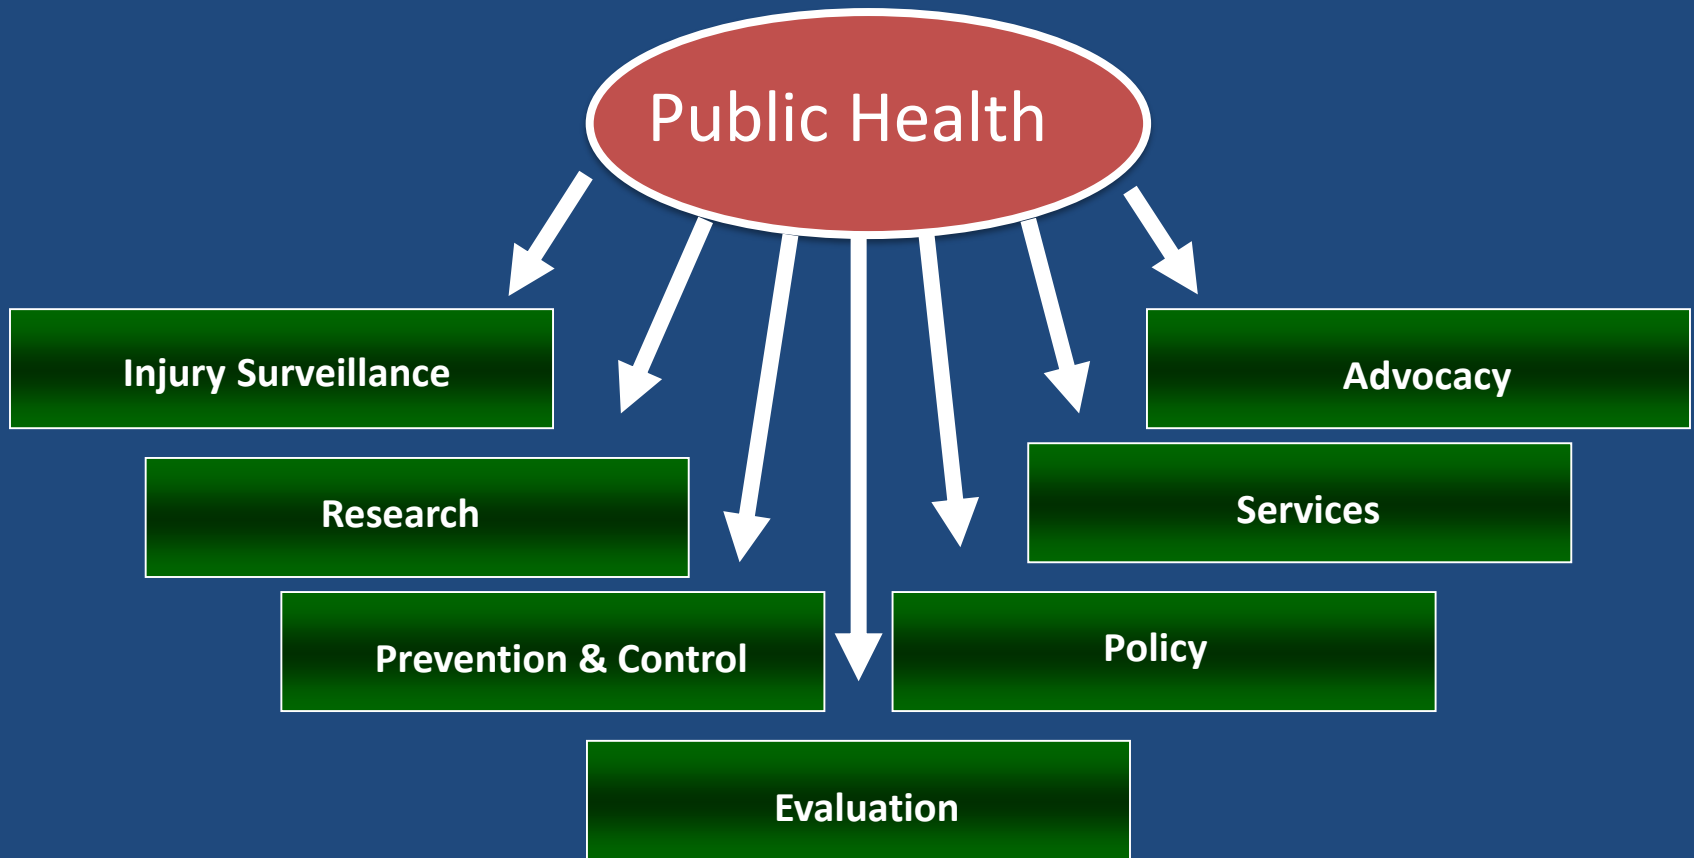 Public Health
Injury Surveillance
Advocacy
Research
Services
Prevention & Control
Policy
Evaluation